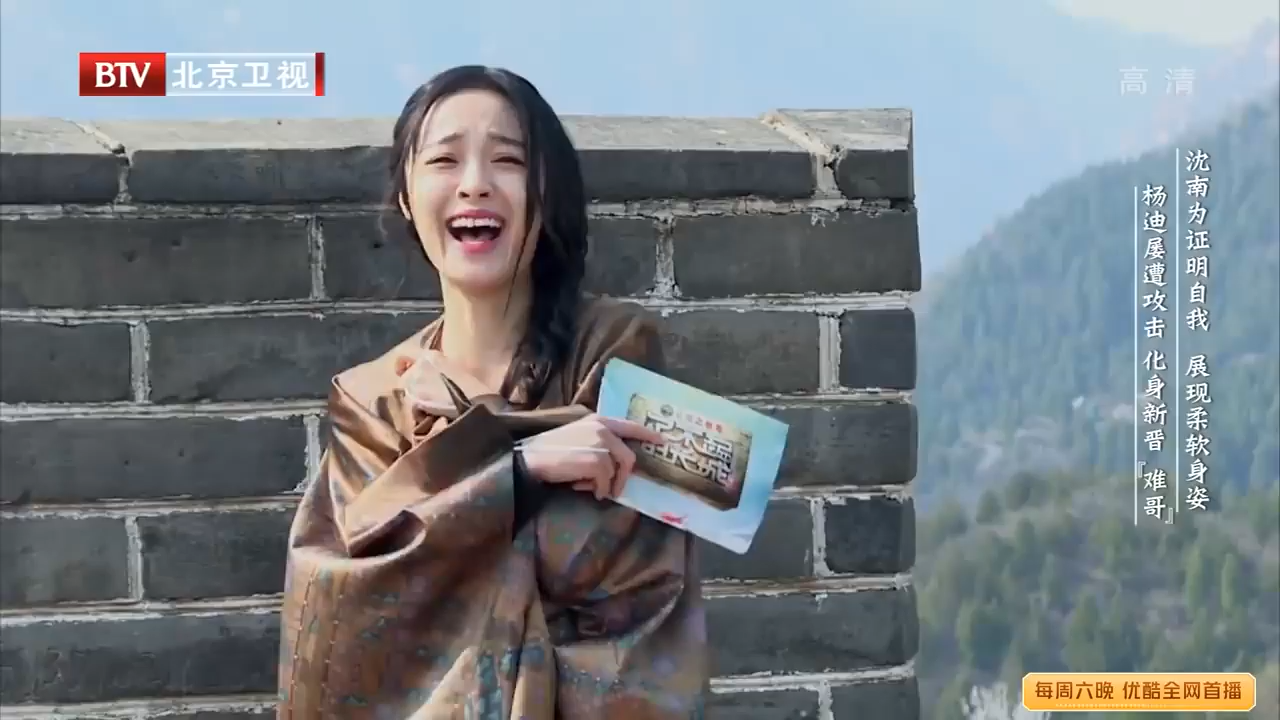 BTV 北京卫视
高清
沈南为证明自我 展现柔软身姿
杨迪屡遭攻击 化身新晋『难哥』
每周六晚 优酷全网首播